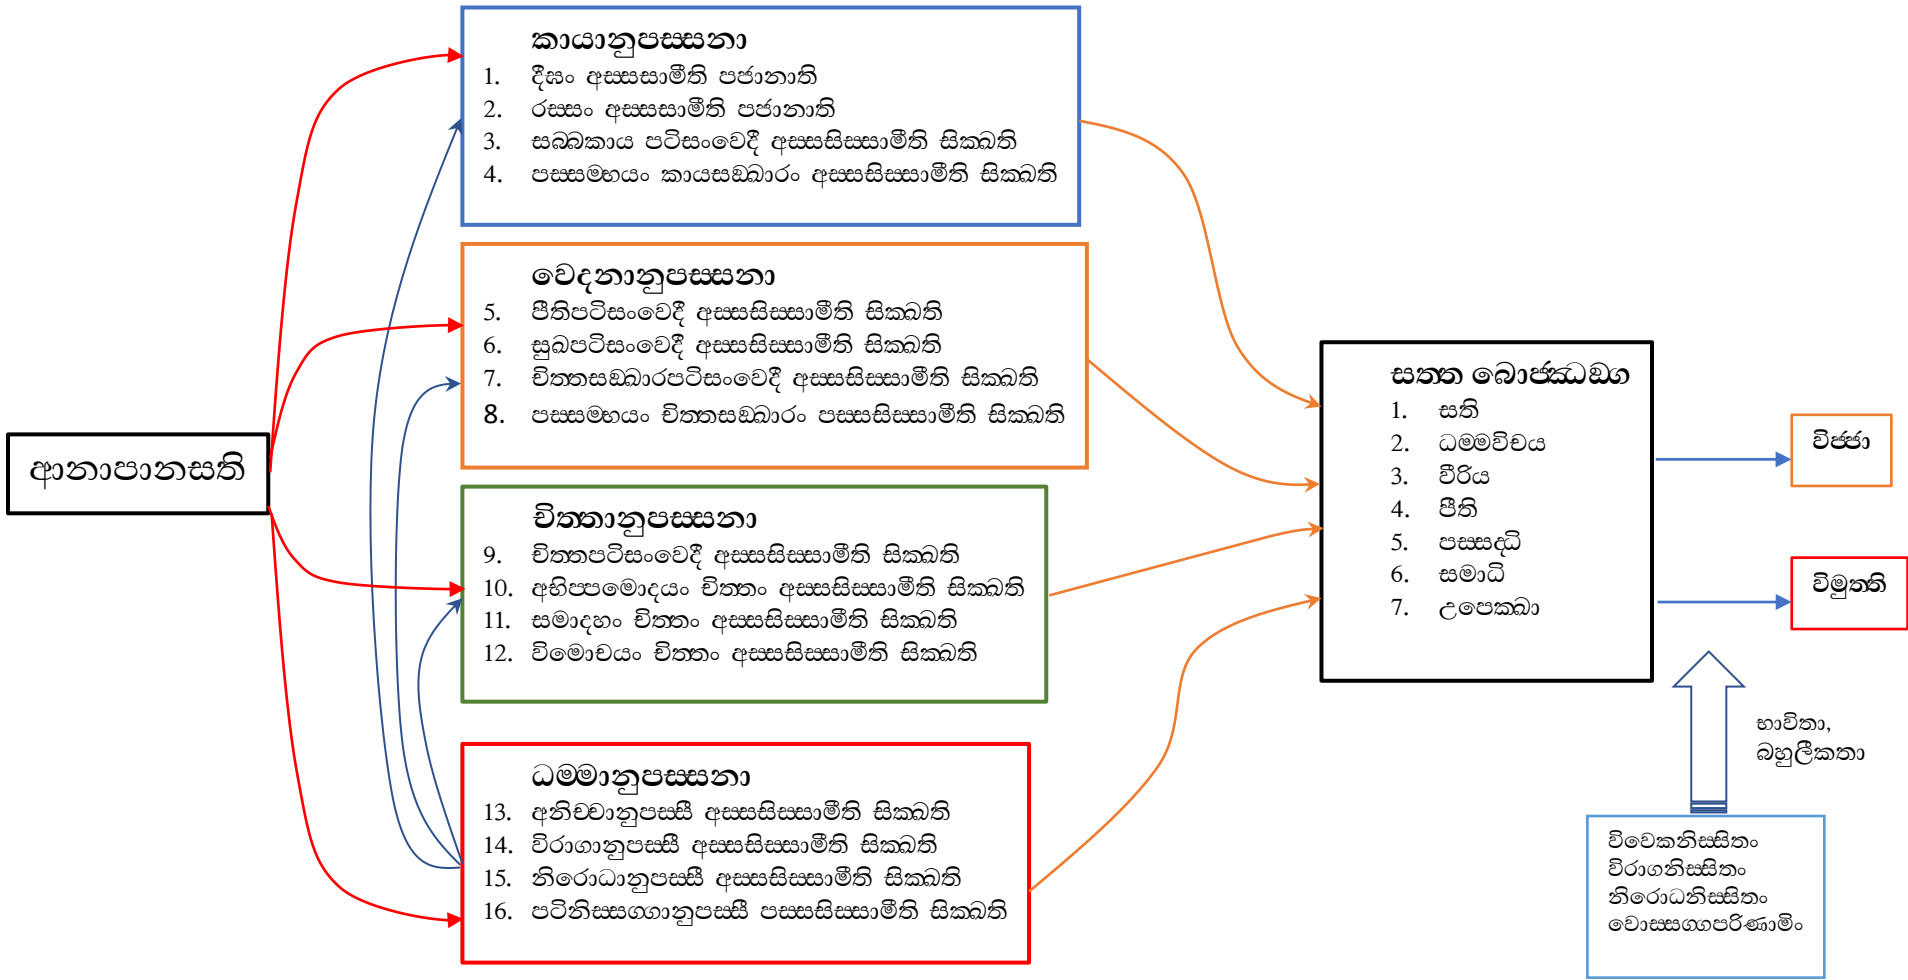 ආනාපානසති
කායානුපස්සනා
1. දීඝං අස්සසාමීති පජානාති
2. රස්සං අස්සසාමීති පජානාති
3. සබ්බකාය පටිසංවෙදී අස්සසිස්සාමීති සික්ඛති
4. පස්සම්භයං කායසඞ්ඛාරං අස්සසිස්සාමීති සික්ඛති
වෙදනානුපස්සනා
5. පීතිපටිසංවෙදී අස්සසිස්සාමීති සික්ඛති
6. සුඛපටිසංවෙදී අස්සසිස්සාමීති සික්ඛති
7. චිත්තසඞ්ඛාරපටිසංවෙදී අස්සසිස්සාමීති සික්ඛති
8. පස්සම්භයං චිත්තසඞ්ඛාරං පස්සසිස්සාමීති සික්ඛති
චිත්තානුපස්සනා
9. චිත්තපටිසංවෙදී අස්සසිස්සාමීති සික්ඛති
10. අභිප්පමොදයං චිත්තං අස්සසිස්සාමීති සික්ඛති
11. සමාදහං චිත්තං අස්සසිස්සාමීති සික්ඛති
12. විමොචයං චිත්තං අස්සසිස්සාමීති සික්ඛති
ධම්මානුපස්සනා
13. අනිච්චානුපස්සී අස්සසිස්සාමීති සික්ඛති
14. විරාගානුපස්සී අස්සසිස්සාමීති සික්ඛති
15. නිරොධානුපස්සී අස්සසිස්සාමීති සික්ඛති
16. පටිනිස්සග්ගානුපස්සී පස්සසිස්සාමීති සික්ඛති
සත්ත බොජ්ඣඞ්ග
1. සති
2. ධම්මවිචය
3. වීරිය
4. පීති
5. පස්සද්ධි
6. සමාධි
7. උපෙක්ඛා
විජ්ජා
විමුත්ති
භාවිතා,
බහුලීකතා
විවෙකනිස්සිතං
විරාගනිස්සිතං
නිරොධනිස්සිතං
වොස්සග්ගපරිණාමිං